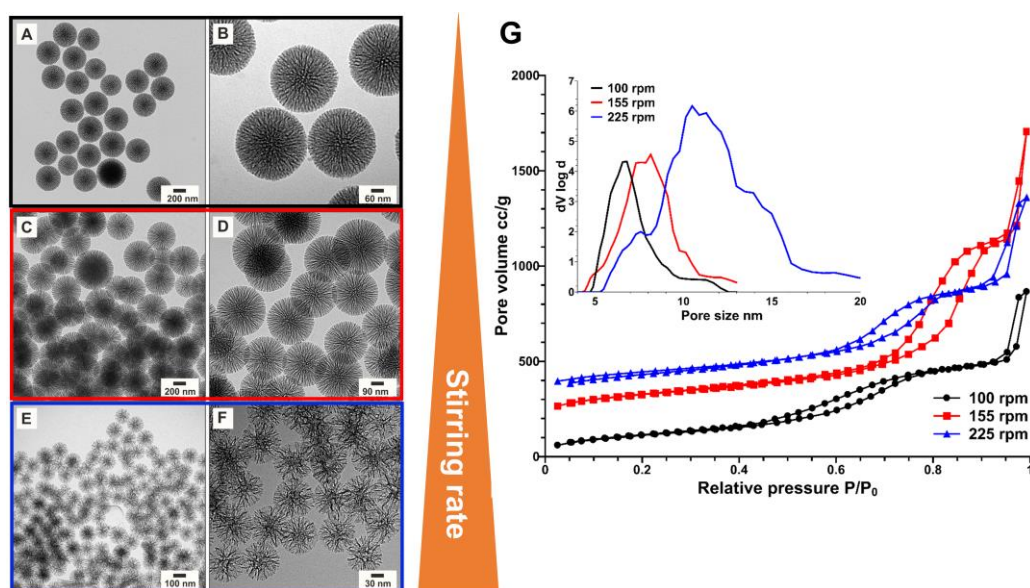 A
200 nm
B
60 nm
C
200 nm
D
90 nm
E
100 nm
F
30 nm
Stirring rate
G
2000
1500
1000
500
0
0.0
0.2
0.4
0.6
0.8
1
Pore volume cc/g
Relative pressure P/P₀
100 rpm
155 rpm
225 rpm
7
6
5
4
3
2
1
0
5
10
15
20
dV log d
Pore size nm
100 rpm
155 rpm
225 rpm